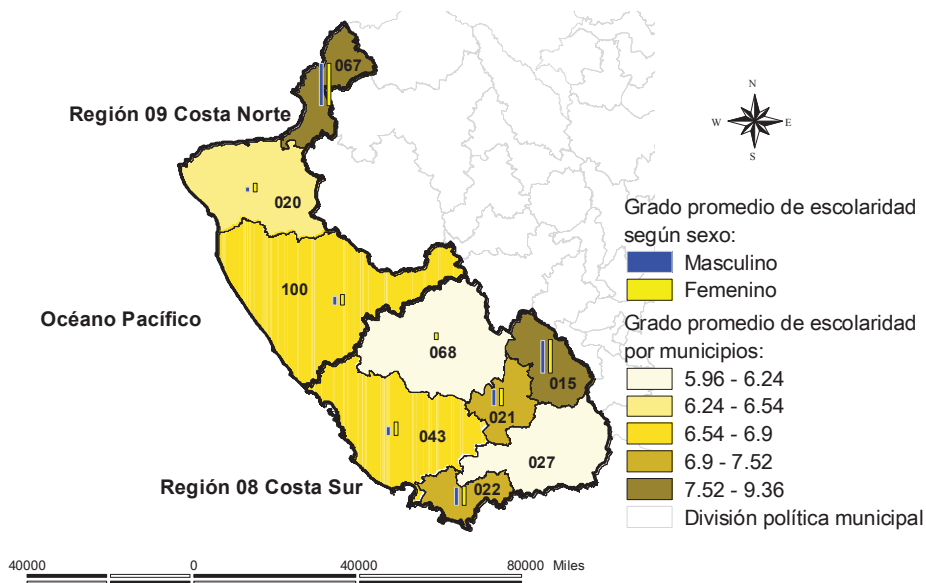 067
Región 09 Costa Norte
N
W E
S
020
Grado promedio de escolaridad
según sexo:
Masculino
Femenino
100
Océano Pacífico
Grado promedio de escolaridad
por municipios:
068
5.96 - 6.24
015
6.24 - 6.54
021
6.54 - 6.9
043
6.9 - 7.52
027
Región 08 Costa Sur
022
7.52 - 9.36
División política municipal
40000 0 40000 80000 Miles